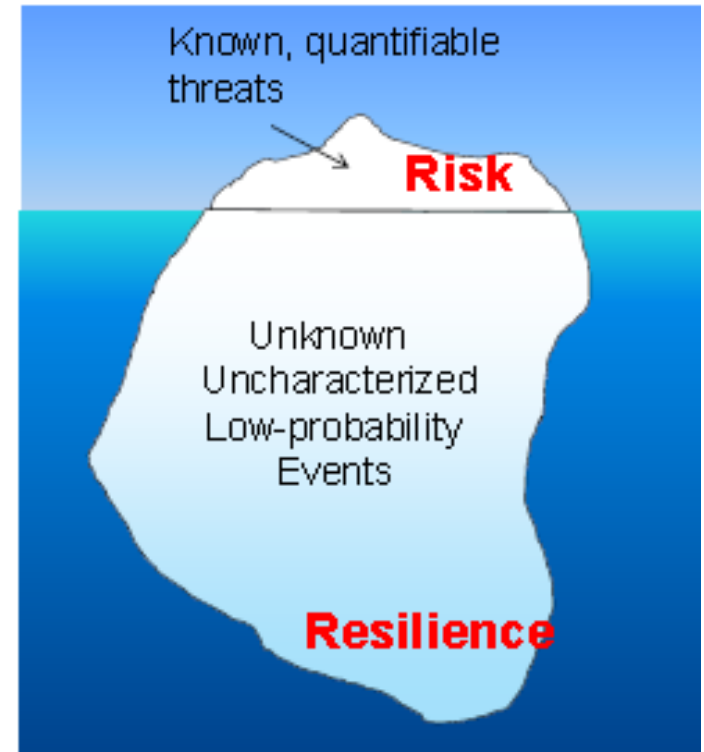 Known, quantifiable
threats
Risk
Unknown
Uncharacterized
Low-probability
Events
Resilience